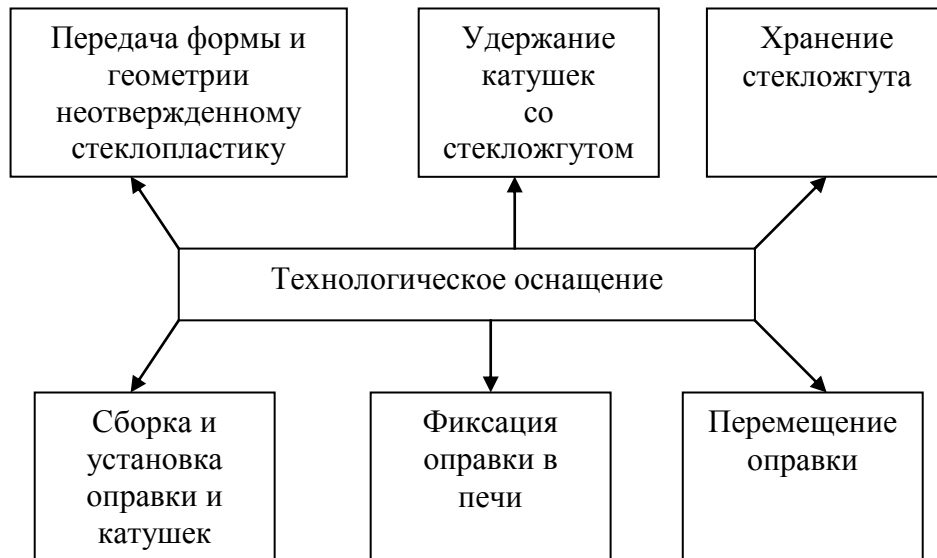 Передача формы и
геометрии
неотвержденному
стеклопластику
Удержание
катушек
со
стекложгутом
Хранение
стекложгута
Технологическое оснащение
Сборка и
установка
оправки и
катушек
Фиксация
оправки в
печи
Перемещение
оправки